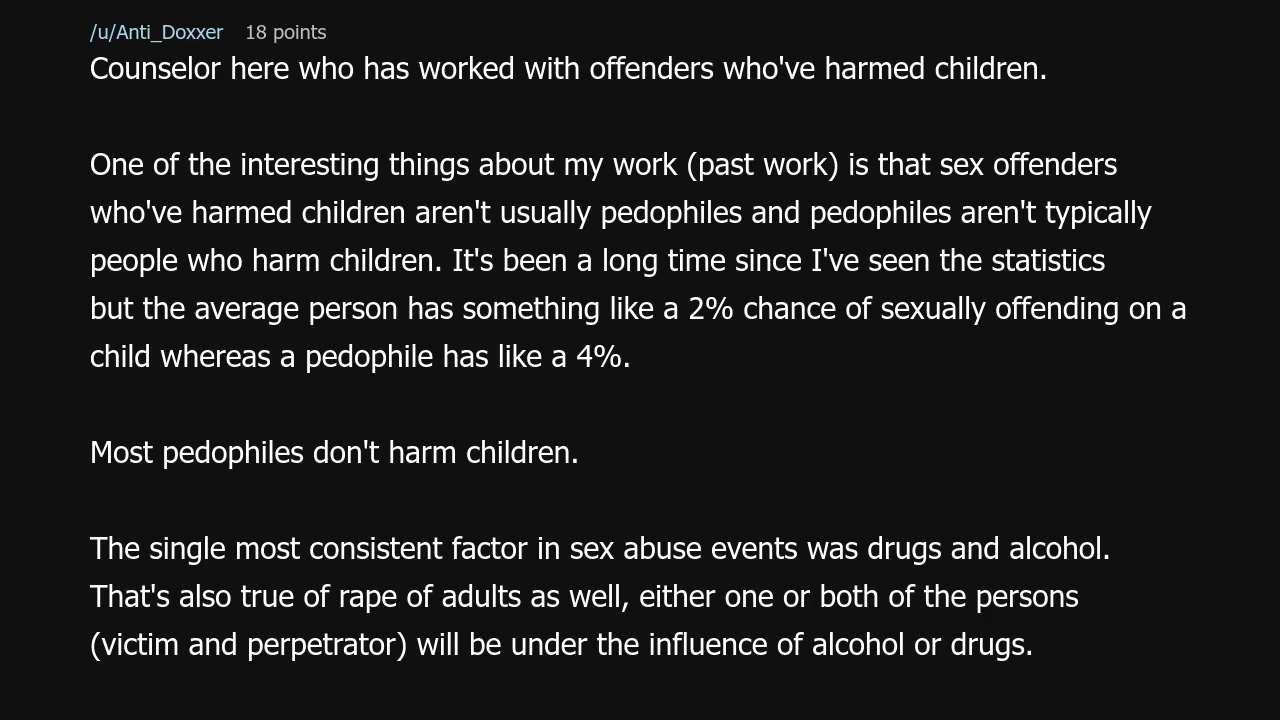 /u/Anti_Doxxer 18 points
Counselor here who has worked with offenders who've harmed children.
One of the interesting things about my work (past work) is that sex offenders
who've harmed children aren't usually pedophiles and pedophiles aren't typically
people who harm children. It's been a long time since I've seen the statistics
but the average person has something like a 2% chance of sexually offending on a
child whereas a pedophile has like a 4%.
Most pedophiles don't harm children.
The single most consistent factor in sex abuse events was drugs and alcohol.
That's also true of rape of adults as well, either one or both of the persons
(victim and perpetrator) will be under the influence of alcohol or drugs.